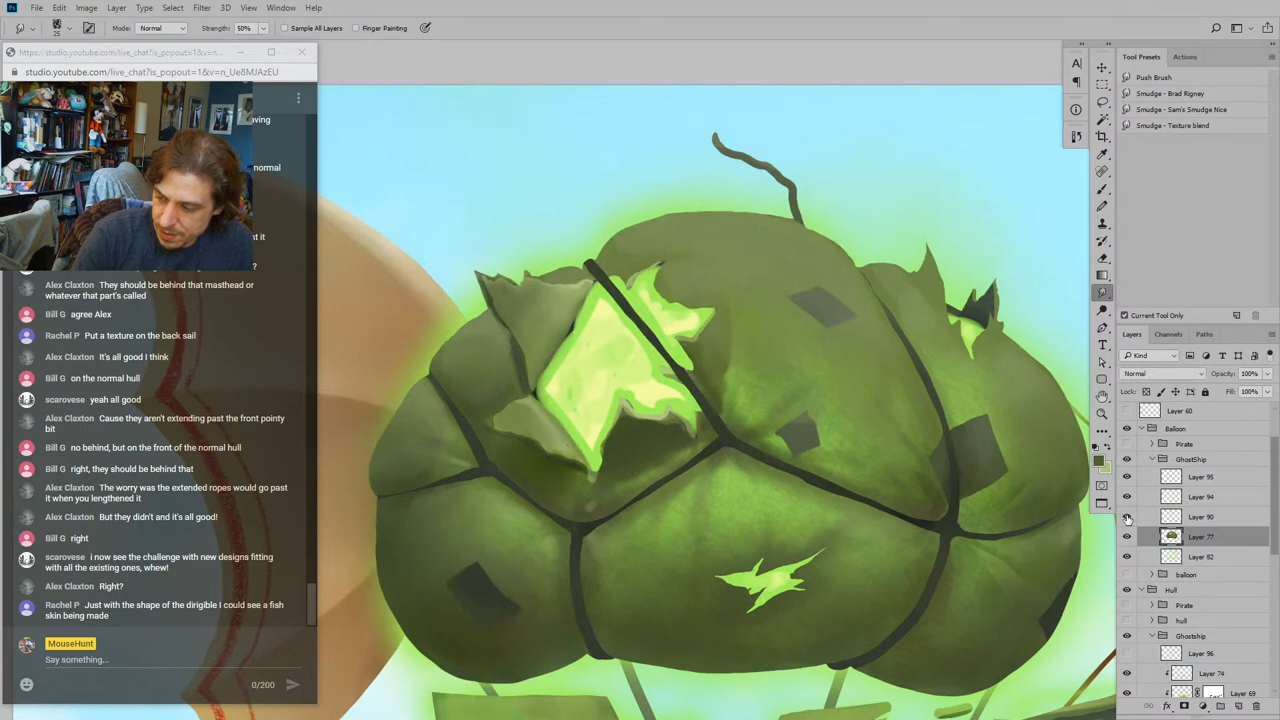 File Edit Image Layer Type Select Filter 3D View Window Help
25 Mode: Normal Strength: 50% Sample All Layers Finger Painting
https://studio.youtube.com/live_chat?is_popout=1&v=n...
studio.youtube.com/live_chat?is_popout=1&v=n_Ue8MJAzEU
normal
Alex Claxton They should be behind that masthead or
whatever that part's called
Bill G agree Alex
Rachel P Put a texture on the back sail
Alex Claxton It's all good I think
Bill G on the normal hull
scarovese yeah all good
Alex Claxton Cause they aren't extending past the front pointy
bit
Bill G no behind, but on the front of the normal hull
Bill G right, they should be behind that
Alex Claxton The worry was the extended ropes would go past
it when you lengthened it
Alex Claxton But they didn't and it's all good!
Bill G right
scarovese i now see the challenge with new designs fitting
with all the existing ones, whew!
Alex Claxton Right?
Rachel P Just with the shape of the dirigible I could see a fish
skin being made
MouseHunt
Say something...
0/200
Tool Presets Actions
Push Brush
Smudge - Brad Rigney
Smudge - Sam's Smudge Nice
Smudge - Texture blend
Current Tool Only
Layers Channels Paths
Kind
Normal Opacity: 100%
Lock: Fill: 100%
Layer 60
Balloon
Pirate
GhostShip
Layer 95
Layer 94
Layer 90
Layer 77
Layer 82
balloon
Hull
Pirate
hull
Ghostship
Layer 96
Layer 74
Layer 69